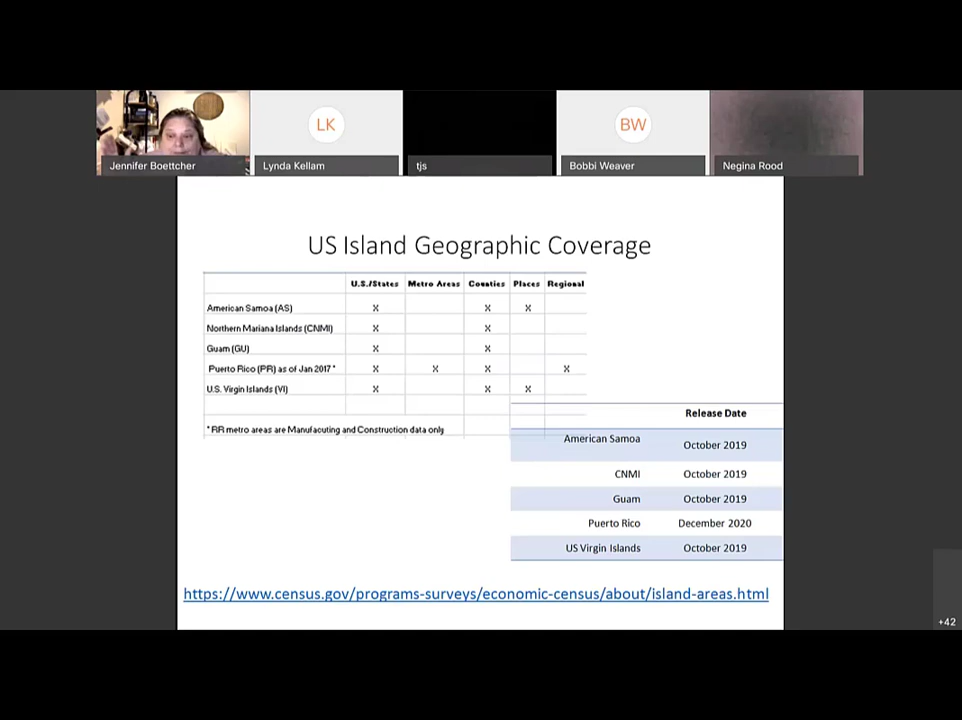 LK
BW
Jennifer Boettcher
Lynda Kellam
tjs
Bobbi Weaver
Negina Rood
US Island Geographic Coverage
U.S./States Metro Areas Counties Places Regional
American Samoa (AS) X X X
Northern Mariana Islands (CNMI) X X
Guam (GU) X X
Puerto Rico (PR) as of Jan 2017* X X X X
U.S. Virgin Islands (VI) X X X
*RR metro areas are Manufacuting and Construction data only
Release Date
American Samoa October 2019
CNMI October 2019
Guam October 2019
Puerto Rico December 2020
US Virgin Islands October 2019
https://www.census.gov/programs-surveys/economic-census/about/island-areas.html
+42